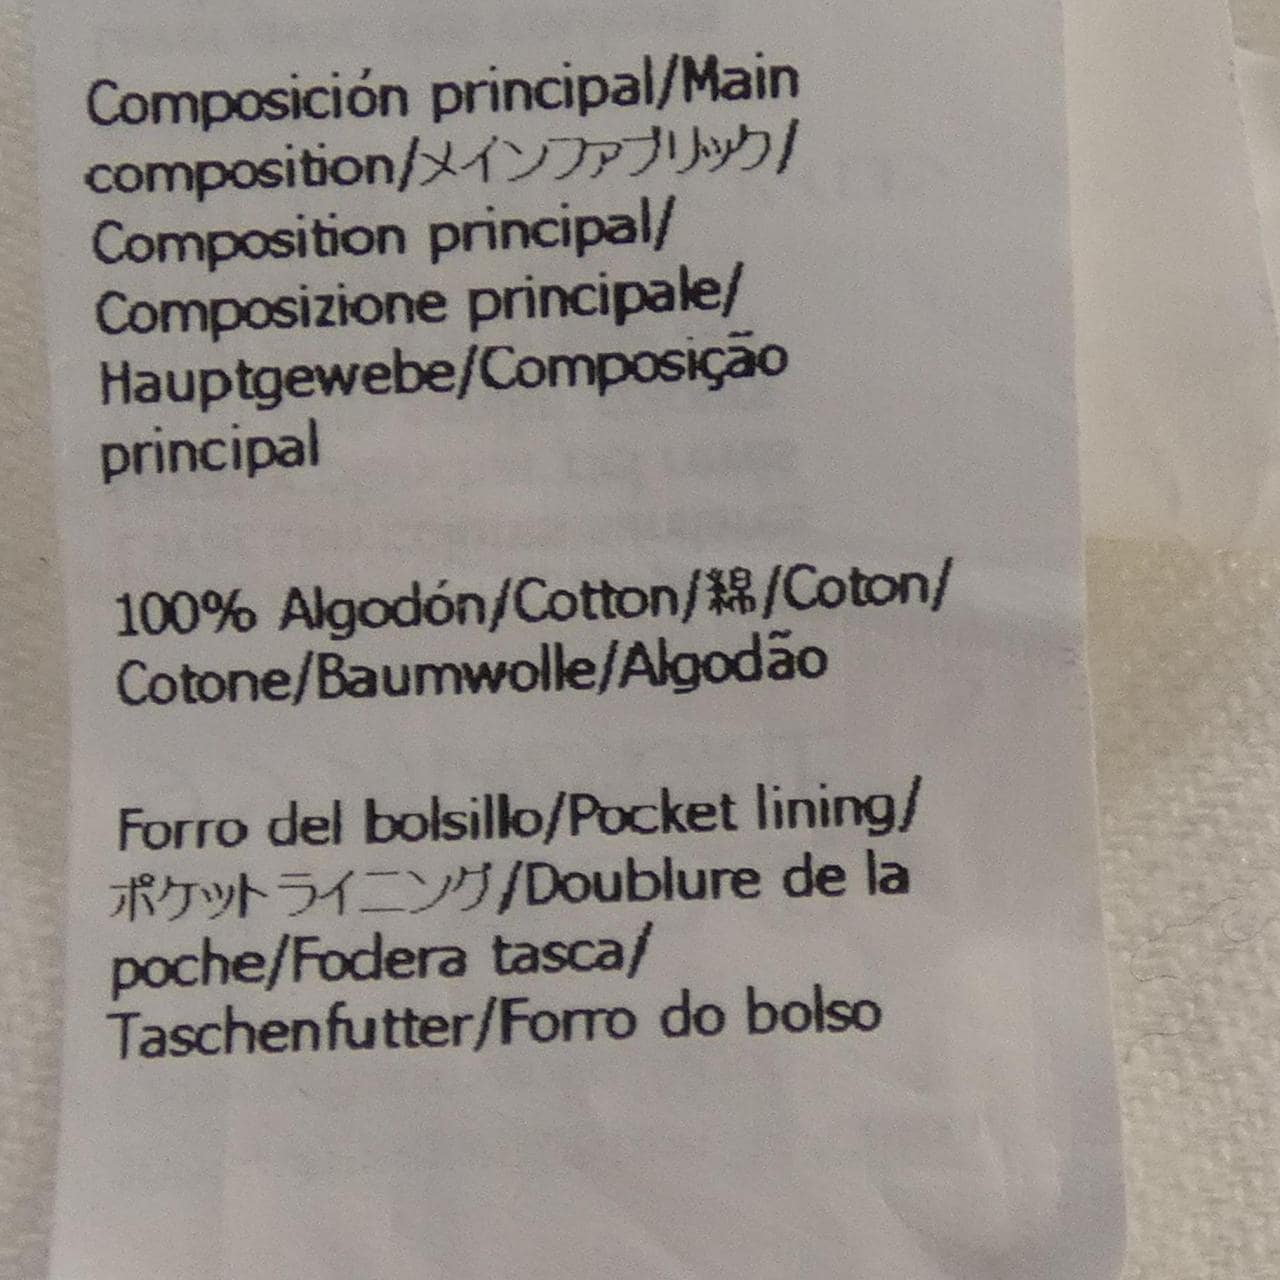 Composición principal/Main
composition/メインファブリック/
Composition principal/
Composizione principale/
Hauptgewebe/Composição
principal
100% Algodón/Cotton/綿/Coton/
Cotone/Baumwolle/Algodão
Forro del bolsillo/Pocket lining/
ポケットライニング/Doublure de la
poche/Fodera tasca/
Taschenfutter/Forro do bolso